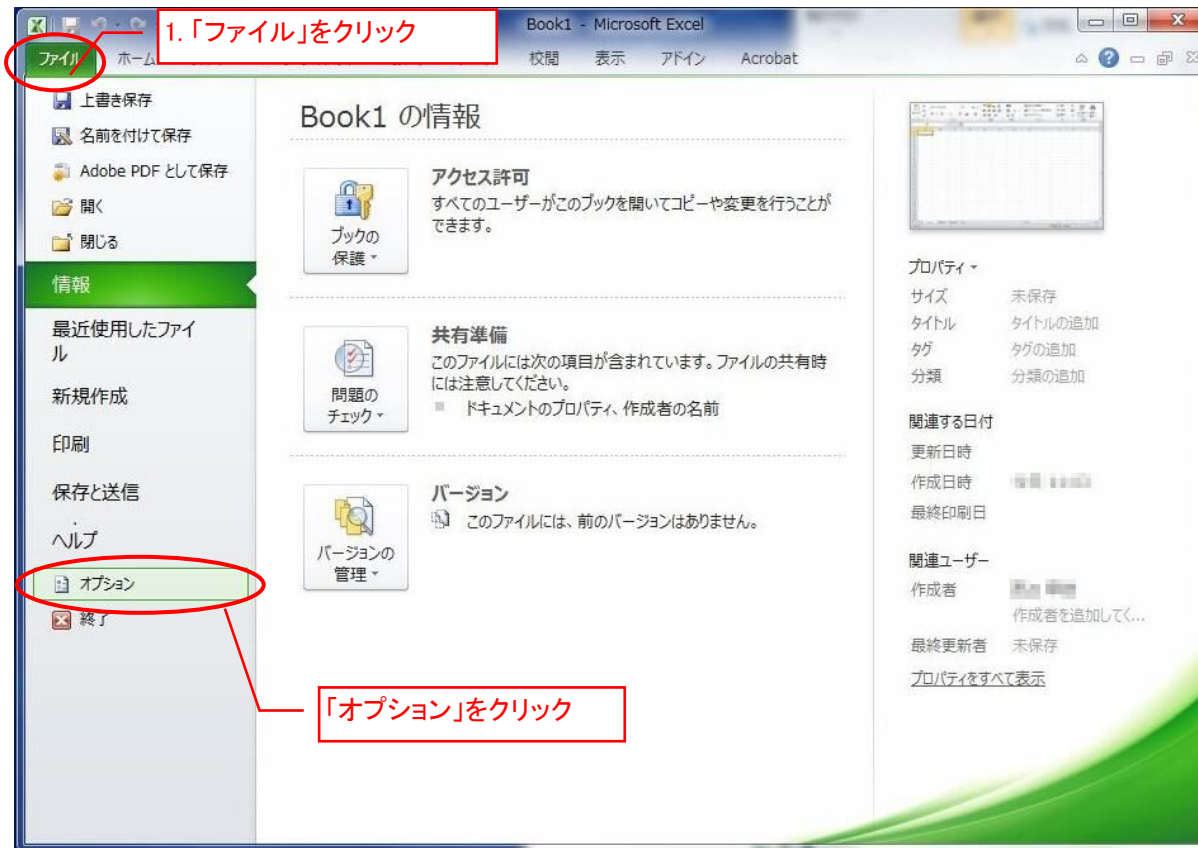 1. 「ファイル」をクリック
Book1 - Microsoft Excel
ファイル
ホーム
校閲
表示
アドイン
Acrobat
上書き保存
名前を付けて保存
Adobe PDF として保存
開く
閉じる
情報
最近使用したファイ
ル
新規作成
印刷
保存と送信
ヘルプ
オプション
終了
「オプション」をクリック
Book1 の情報
ブックの
保護
アクセス許可
すべてのユーザーがこのブックを開いてコピーや変更を行うことが
できます。
問題の
チェック
共有準備
このファイルには次の項目が含まれています。ファイルの共有時
には注意してください。
ドキュメントのプロパティ、作成者の名前
バージョンの
管理
バージョン
このファイルには、前のバージョンはありません。
プロパティ
サイズ 未保存
タイトル タイトルの追加
タグ タグの追加
分類 分類の追加
関連する日付
更新日時
作成日時
最終印刷日
関連ユーザー
作成者
作成者を追加してく...
最終更新者 未保存
プロパティをすべて表示